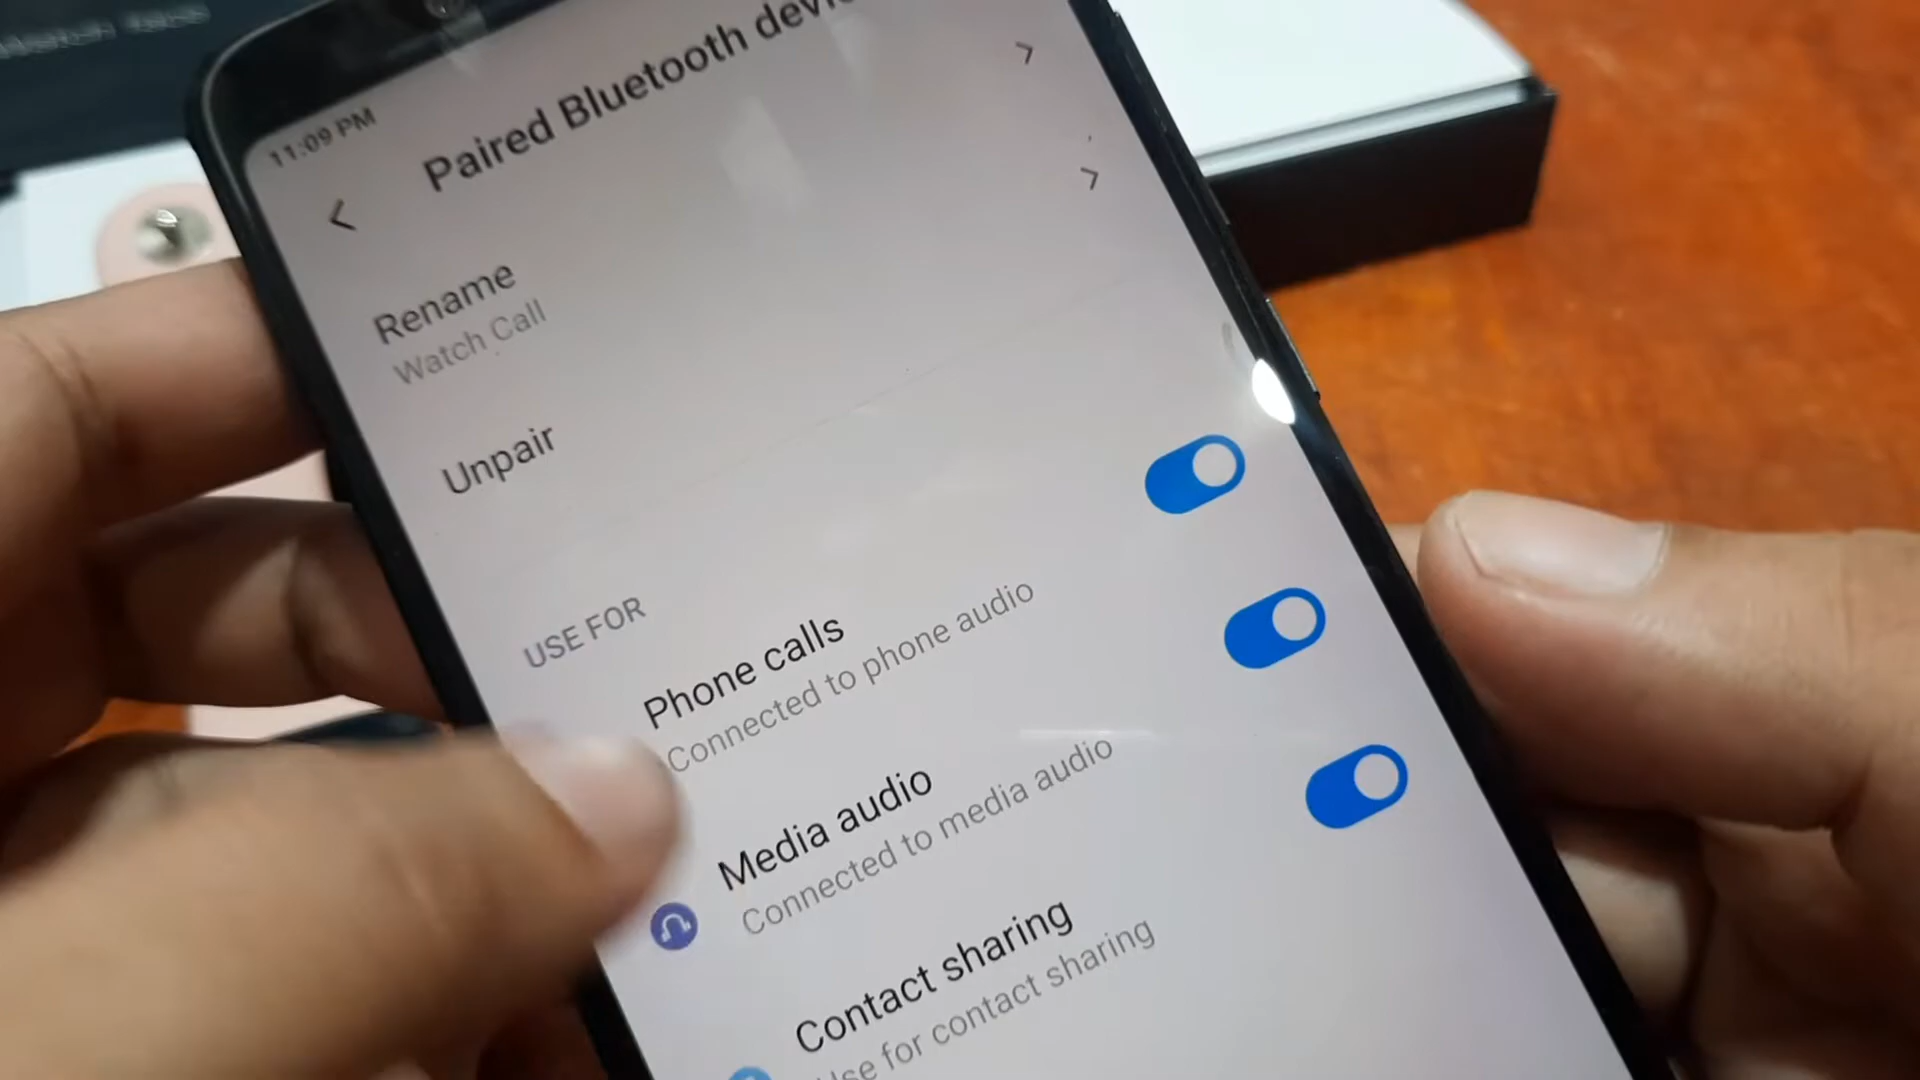 11:09 PM
Paired Bluetooth
Rename
Watch Call
Unpair
USE FOR
Phone calls
Connected to phone audio
Media audio
Connected to media audio
Contact sharing
Use for contact sharing